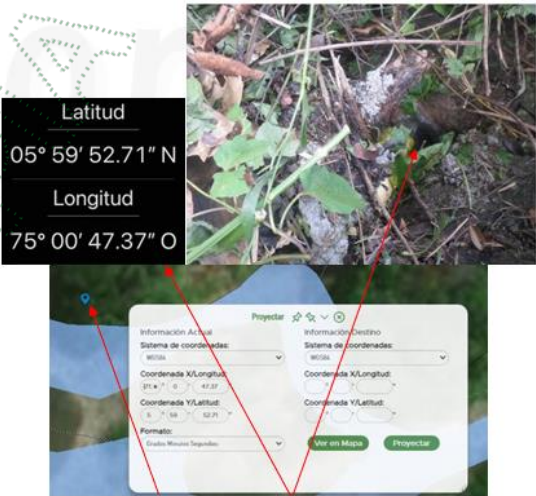 Latitud
05° 59' 52.71" N
Longitud
75° 00' 47.37" O
Proyectar
Información Actual
Información Destino
Sistema de coordenadas:
Sistema de coordenadas:
WGS84
WGS84
Coordenada X/Longitud:
Coordenada X/Longitud:
° 0 ' 47.37 "
° ' "
Coordenada Y/Latitud:
Coordenada Y/Latitud:
5 ° 59 ' 52.71 "
° ' "
Formato:
Grados Minutos Segundos
Ver en Mapa
Proyectar